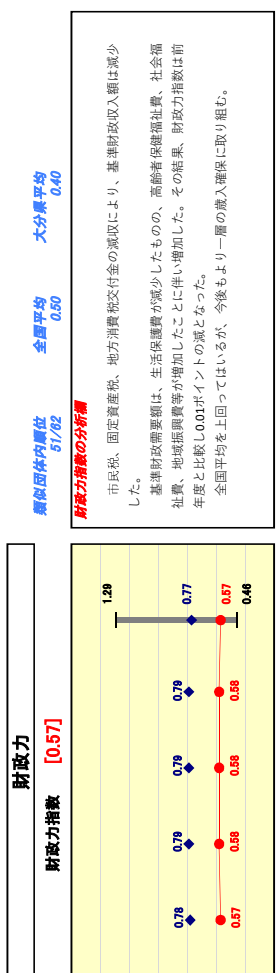 財政力
財政力指数 [0.57]
1.29
0.78
0.79
0.79
0.79
0.77
0.57
0.58
0.58
0.58
0.57
0.46
類似団体内順位
51/62
全国平均
0.50
大分県平均
0.40
財政力指数の分析欄
市民税、固定資産税、地方消費税交付金の減収により、基準財政収入額は減少
した。
基準財政需要額は、生活保護費が減少したものの、高齢者保健福祉費、社会福
祉費、地域振興費等が増加したことに伴い増加した。その結果、財政力指数は前
年度と比較し0.01ポイントの減となった。
全国平均を上回ってはいるが、今後もより一層の歳入確保に取り組む。